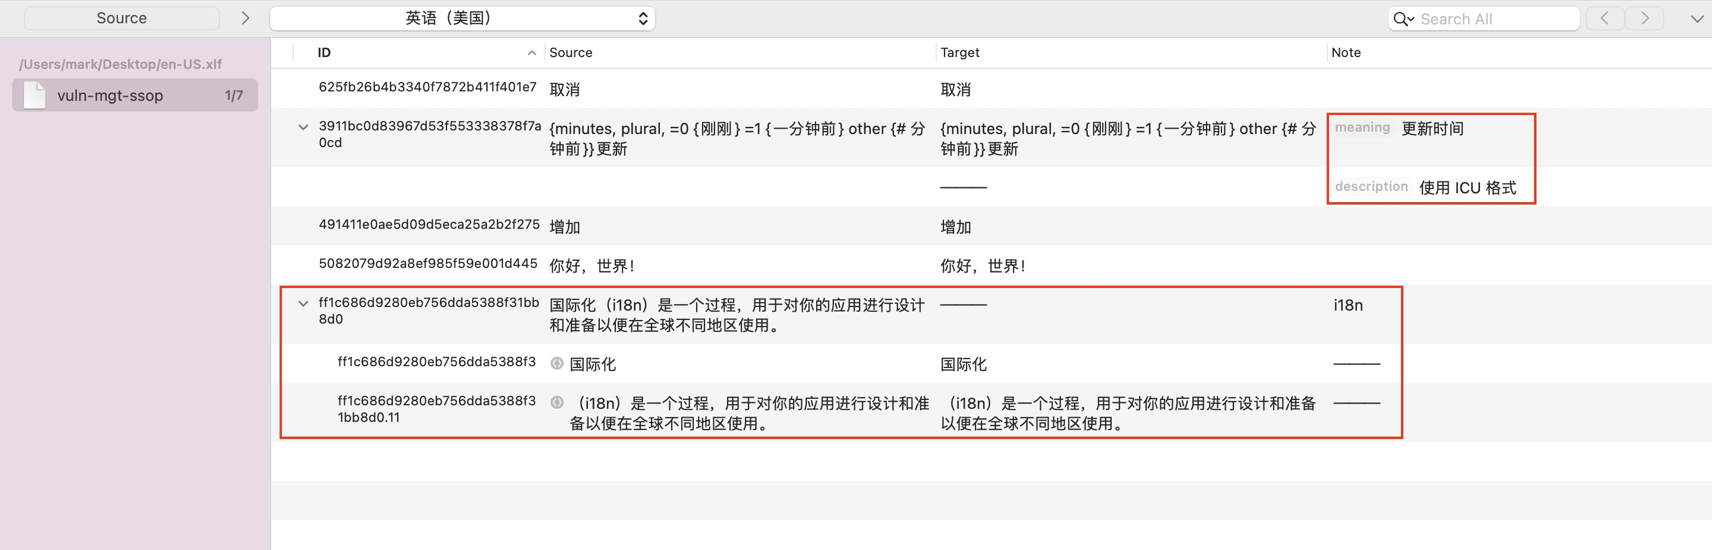 Source
英语（美国）
Search All
/Users/mark/Desktop/en-US.xlf
vuln-mgt-ssop 1/7
ID Source Target Note
625fb26b4b3340f7872b411f401e7 取消 取消
3911bc0d83967d53f553338378f7a
0cd
{minutes, plural, =0 {刚刚} =1 {一分钟前} other {# 分
钟前}}更新
{minutes, plural, =0 {刚刚} =1 {一分钟前} other {# 分
钟前}}更新
meaning 更新时间
———
description 使用 ICU 格式
491411e0ae5d09d5eca25a2b2f275 增加 增加
5082079d92a8ef985f59e001d445 你好，世界！ 你好，世界！
ff1c686d9280eb756dda5388f31bb
8d0
国际化（i18n）是一个过程，用于对你的应用进行设计
和准备以便在全球不同地区使用。
———
i18n
ff1c686d9280eb756dda5388f3 国际化 国际化 ———
ff1c686d9280eb756dda5388f3
1bb8d0.11
（i18n）是一个过程，用于对你的应用进行设计和准
备以便在全球不同地区使用。
（i18n）是一个过程，用于对你的应用进行设计和准备
以便在全球不同地区使用。
———